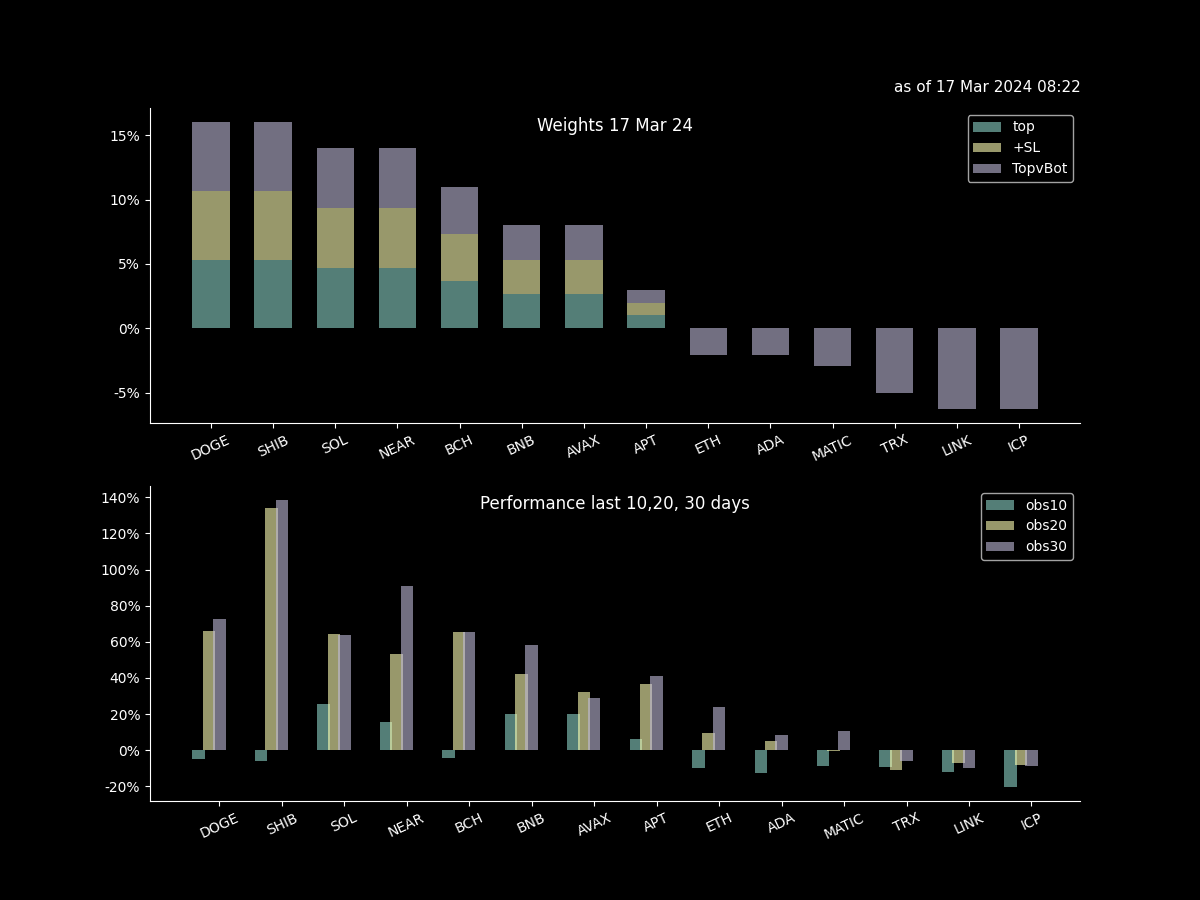 as of 17 Mar 2024 08:22
Weights 17 Mar 24
top
+SL
TopvBot
15%
10%
5%
0%
-5%
DOGE SHIB SOL NEAR BCH BNB AVAX APT ETH ADA MATIC TRX LINK ICP
Performance last 10,20, 30 days
obs10
obs20
obs30
140%
120%
100%
80%
60%
40%
20%
0%
-20%
DOGE SHIB SOL NEAR BCH BNB AVAX APT ETH ADA MATIC TRX LINK ICP